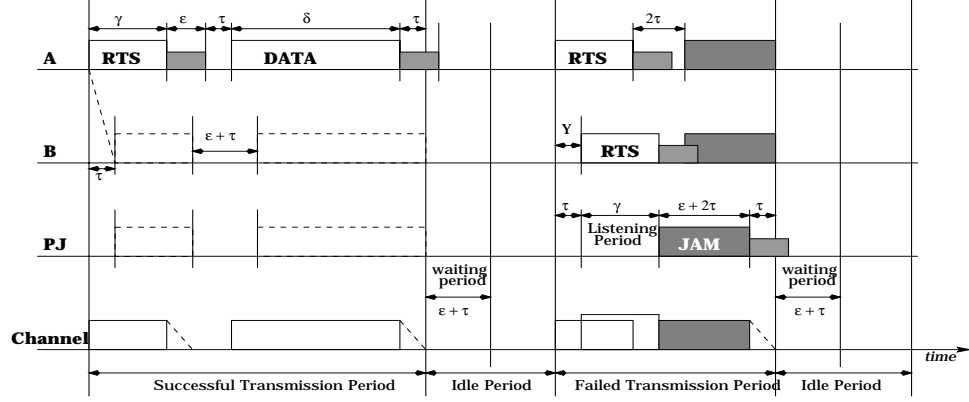 γ ε τ δ τ 2τ
A RTS DATA RTS
ε + τ Y
B RTS
τ
τ γ ε + 2τ τ
Listening
Period
PJ JAM
waiting
period
ε + τ
waiting
period
ε + τ
Channel
time
Successful Transmission Period Idle Period Failed Transmission Period Idle Period